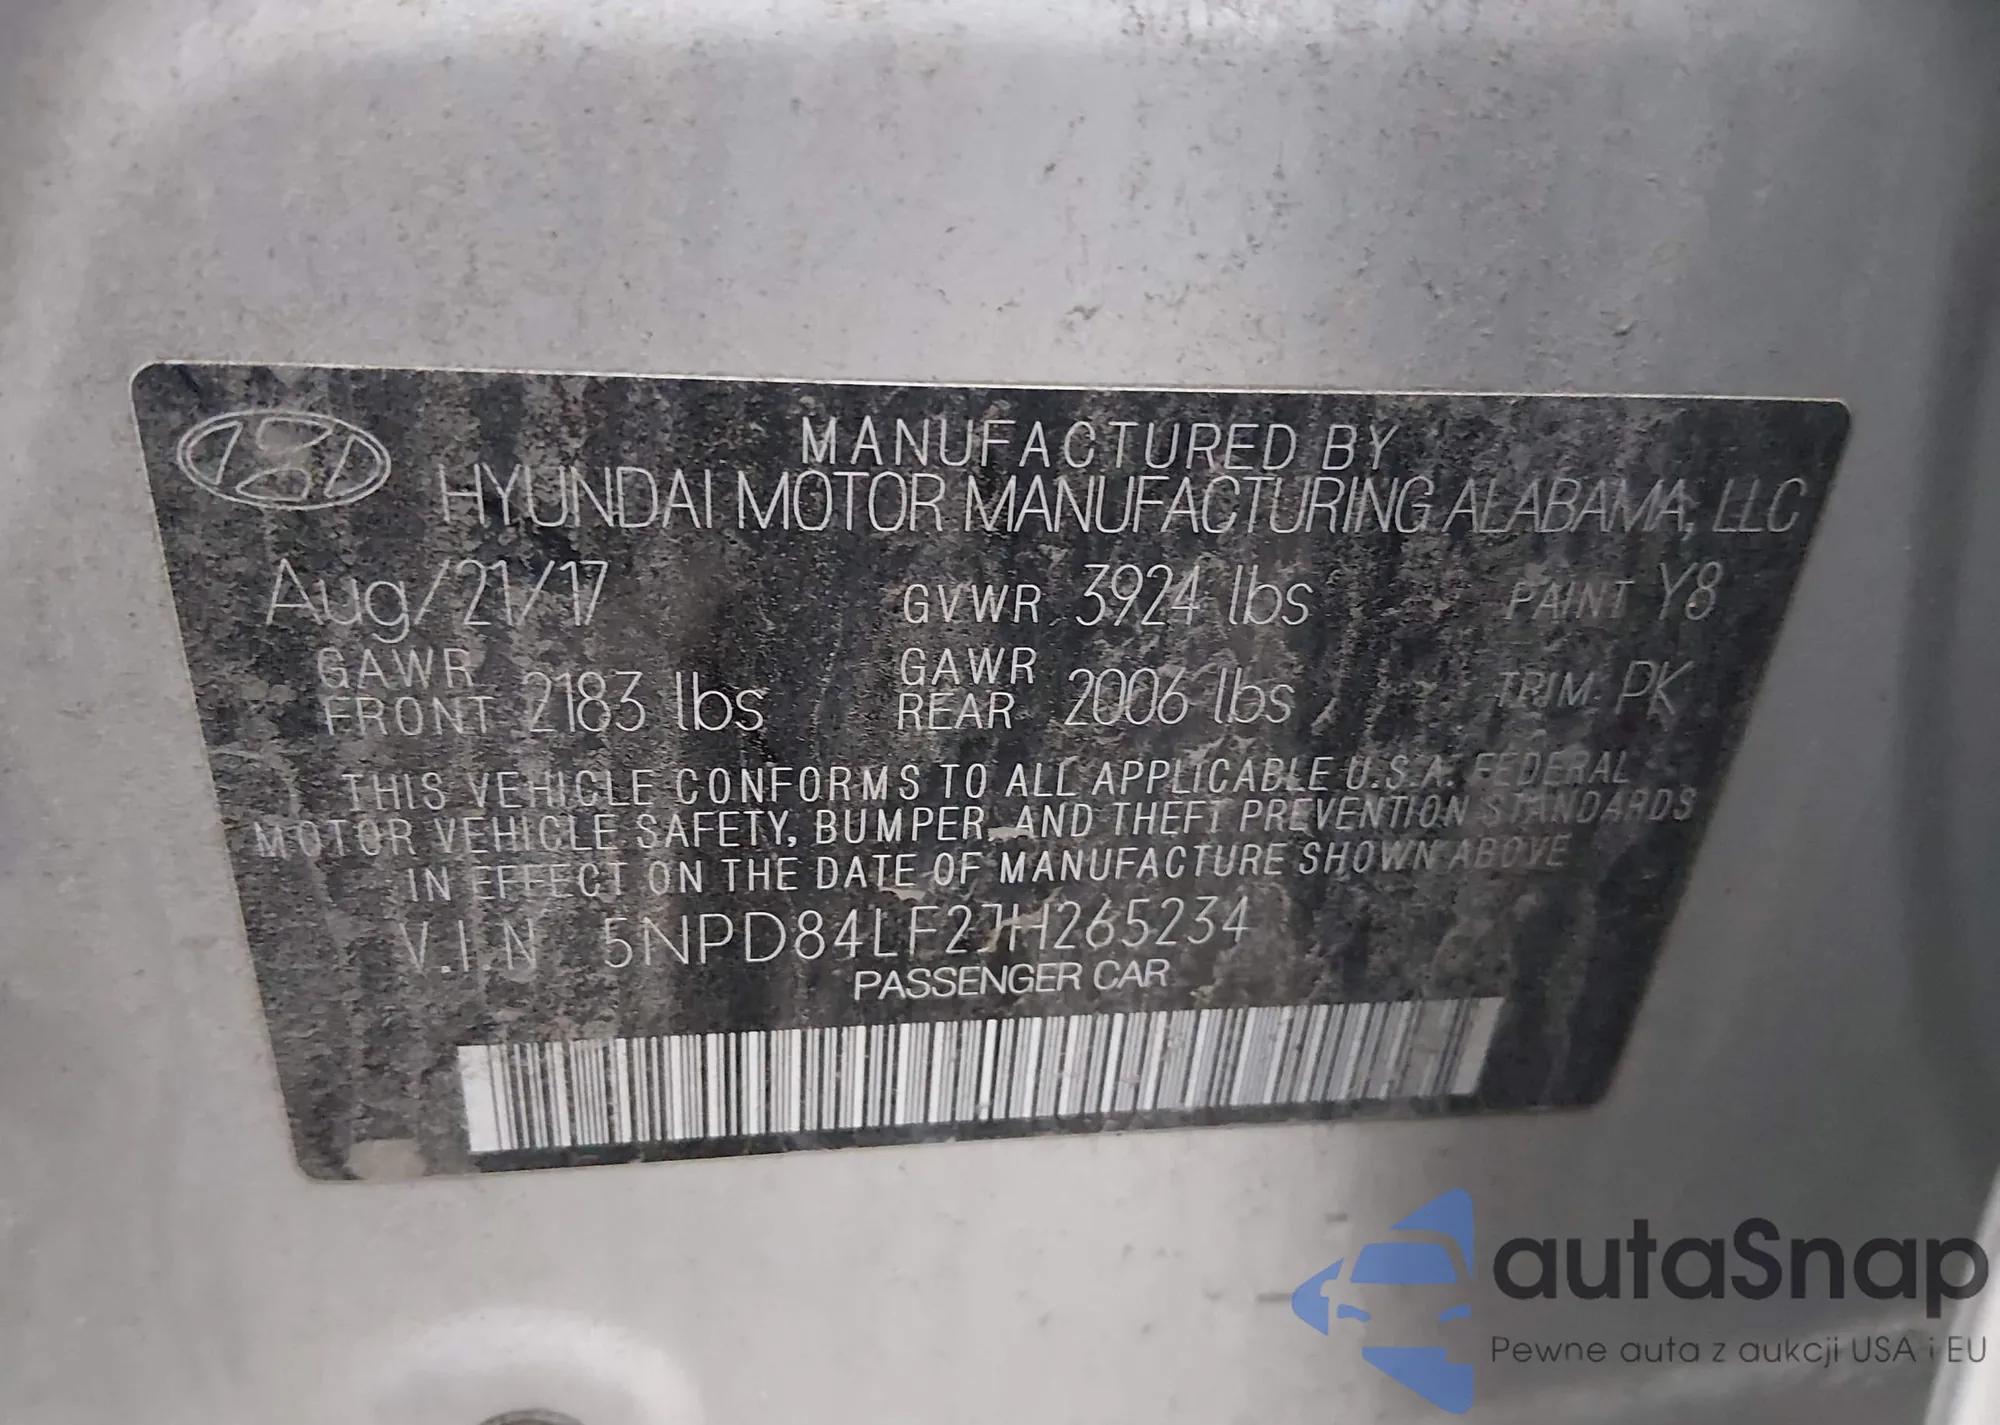 MANUFACTURED BY
HYUNDAI MOTOR MANUFACTURING ALABAMA, LLC
Aug/21/17 GVWR 3924 lbs PAINT Y8
GAWR FRONT 2183 lbs GAWR REAR 2006 lbs TRIM PK
THIS VEHICLE CONFORMS TO ALL APPLICABLE U.S.A. FEDERAL
MOTOR VEHICLE SAFETY, BUMPER, AND THEFT PREVENTION STANDARDS
IN EFFECT ON THE DATE OF MANUFACTURE SHOWN ABOVE
V.I.N 5NPD84LF2JH265234
PASSENGER CAR
autaSnap
Pewne auta z aukcji USA i EU